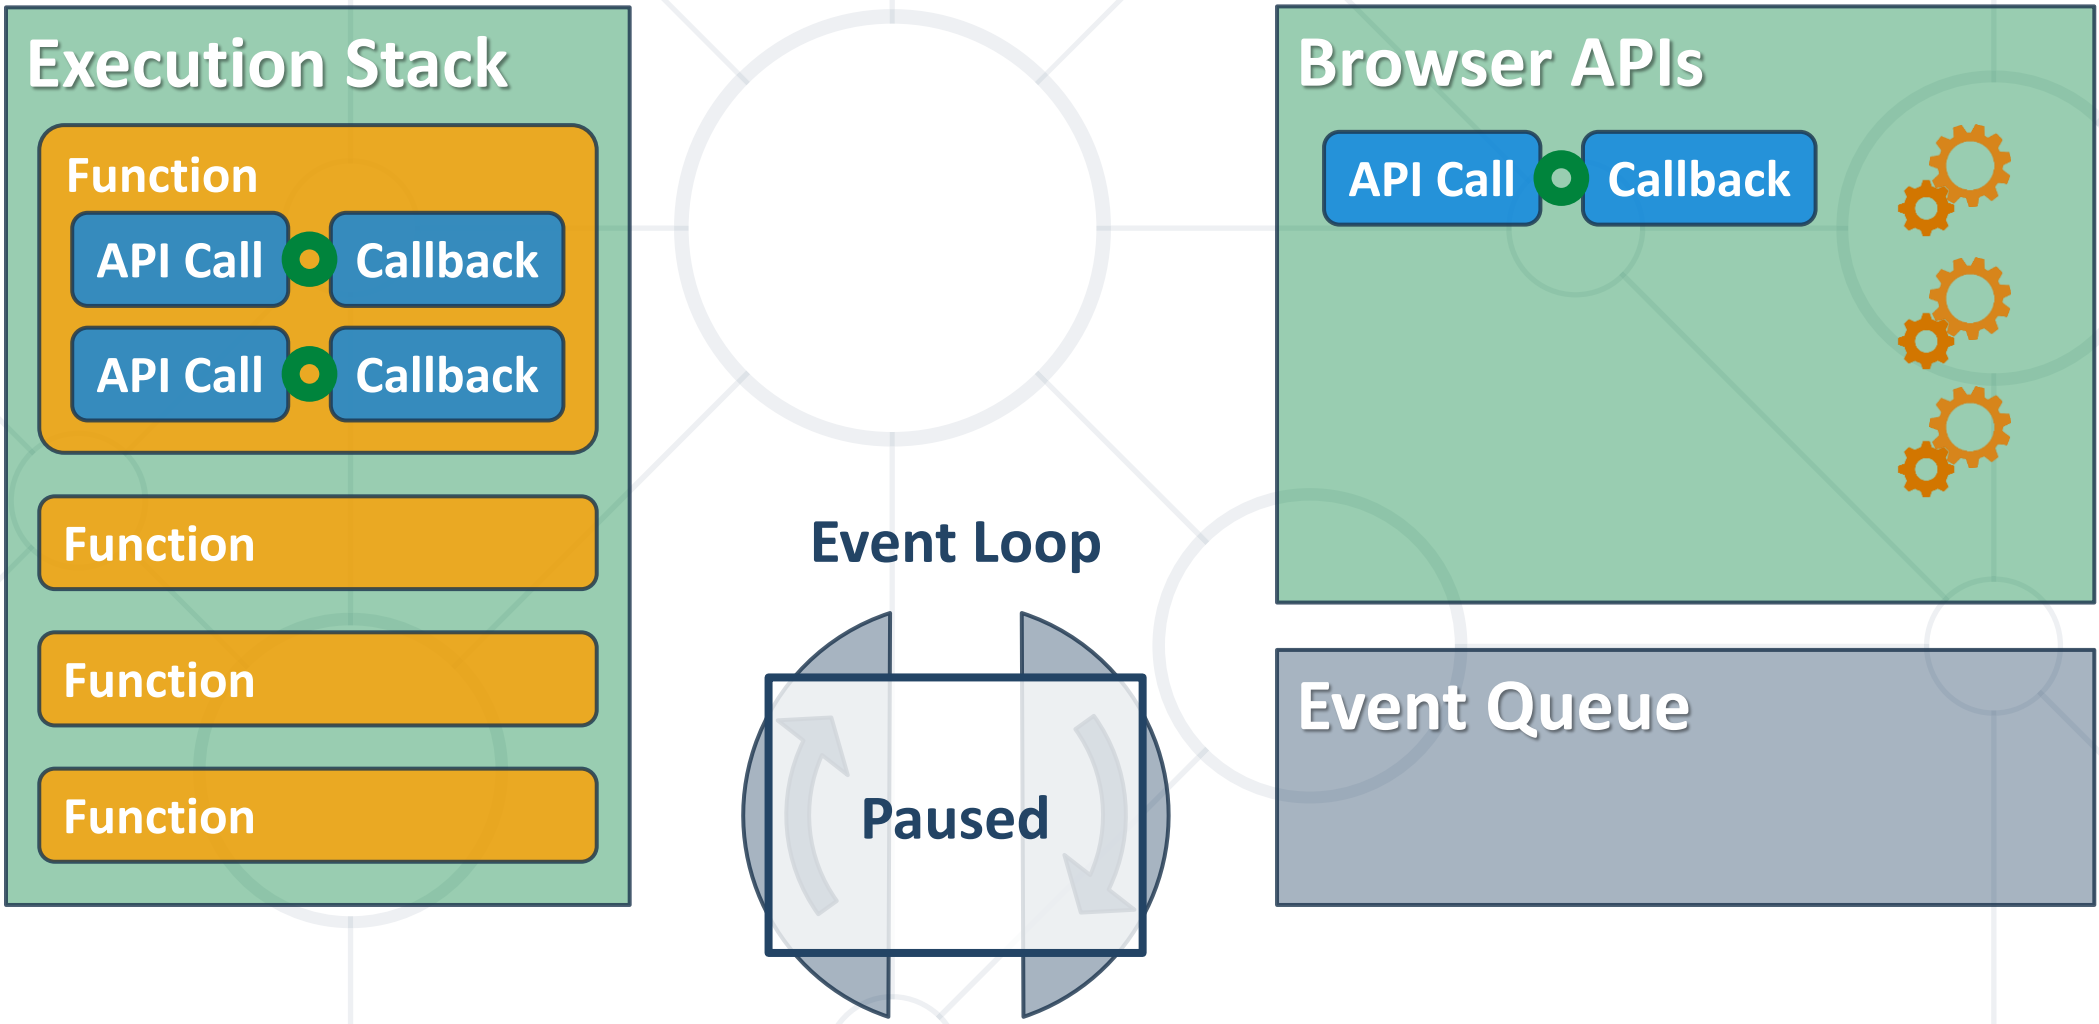 Execution Stack
Function
API Call Callback
API Call Callback
Function
Function
Function
Event Loop
Paused
Browser APIs
API Call Callback
Event Queue